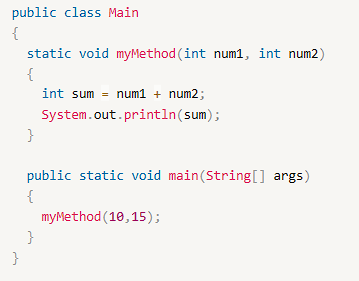 public class Main
{
  static void myMethod(int num1, int num2)
  {
    int sum = num1 + num2;
    System.out.println(sum);
  }

  public static void main(String[] args)
  {
    myMethod(10,15);
  }
}